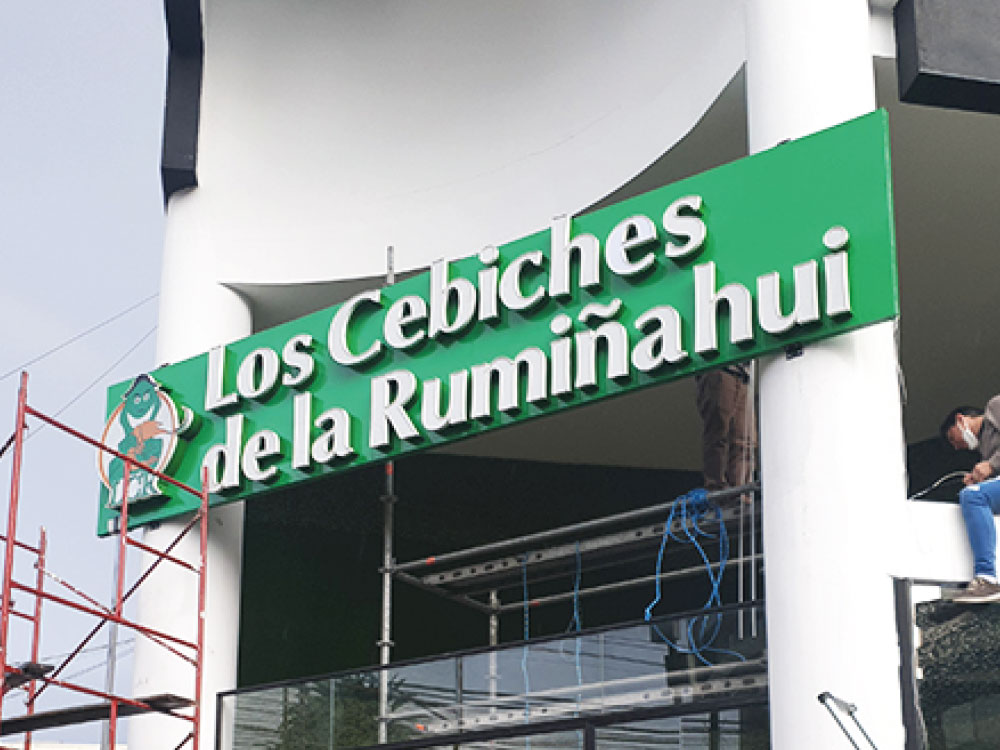 Los Cebiches
de la Rumiñahui